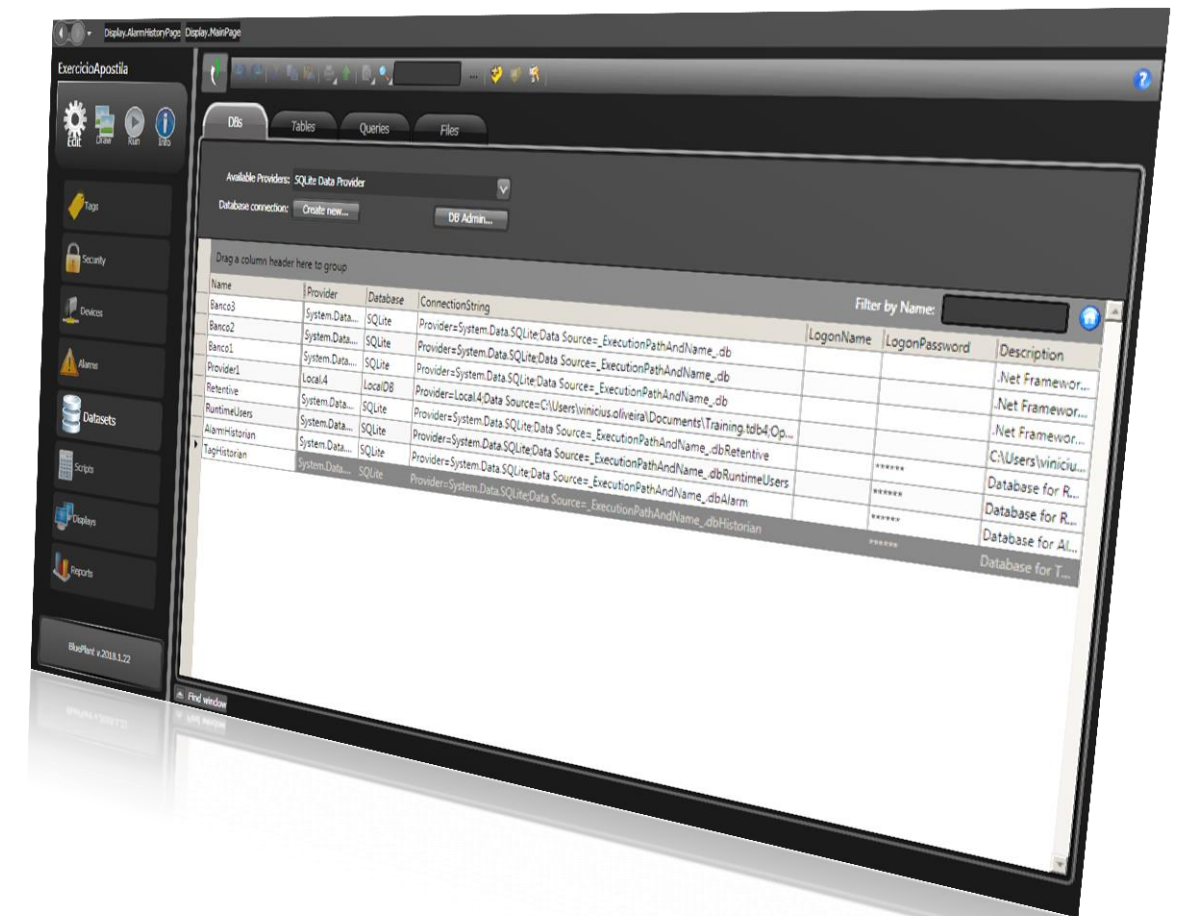 Display.AlarmHistoryPage Display.MainPage
ExercicioApostila
Edit Draw Run Info
DBs Tables Queries Files
Available Providers: SQLite Data Provider
Database connection: Create new... DB Admin...
Tags
Security
Devices
Alarms
Datasets
Scripts
Displays
Reports
BluePlant v.2018.1.22
Drag a column header here to group
Filter by Name:
Name Provider Database ConnectionString LogonName LogonPassword Description
Banco3 System.Data... SQLite Provider=System.Data.SQLite;Data Source=_ExecutionPathAndName_.db .Net Framewor...
Banco2 System.Data... SQLite Provider=System.Data.SQLite;Data Source=_ExecutionPathAndName_.db .Net Framewor...
Banco1 System.Data... SQLite Provider=System.Data.SQLite;Data Source=_ExecutionPathAndName_.db .Net Framewor...
Provider1 Local.4 LocalDB Provider=Local.4;Data Source=C:\Users\vinicius.oliveira\Documents\Training.tdb4;Op... C:\Users\viniciu...
Retentive System.Data... SQLite Provider=System.Data.SQLite;Data Source=_ExecutionPathAndName_.dbRetentive ****** Database for R...
RuntimeUsers System.Data... SQLite Provider=System.Data.SQLite;Data Source=_ExecutionPathAndName_.dbRuntimeUsers ****** Database for R...
AlarmHistorian System.Data... SQLite Provider=System.Data.SQLite;Data Source=_ExecutionPathAndName_.dbAlarm ****** Database for Al...
TagHistorian System.Data... SQLite Provider=System.Data.SQLite;Data Source=_ExecutionPathAndName_.dbHistorian ****** Database for T...
Find window